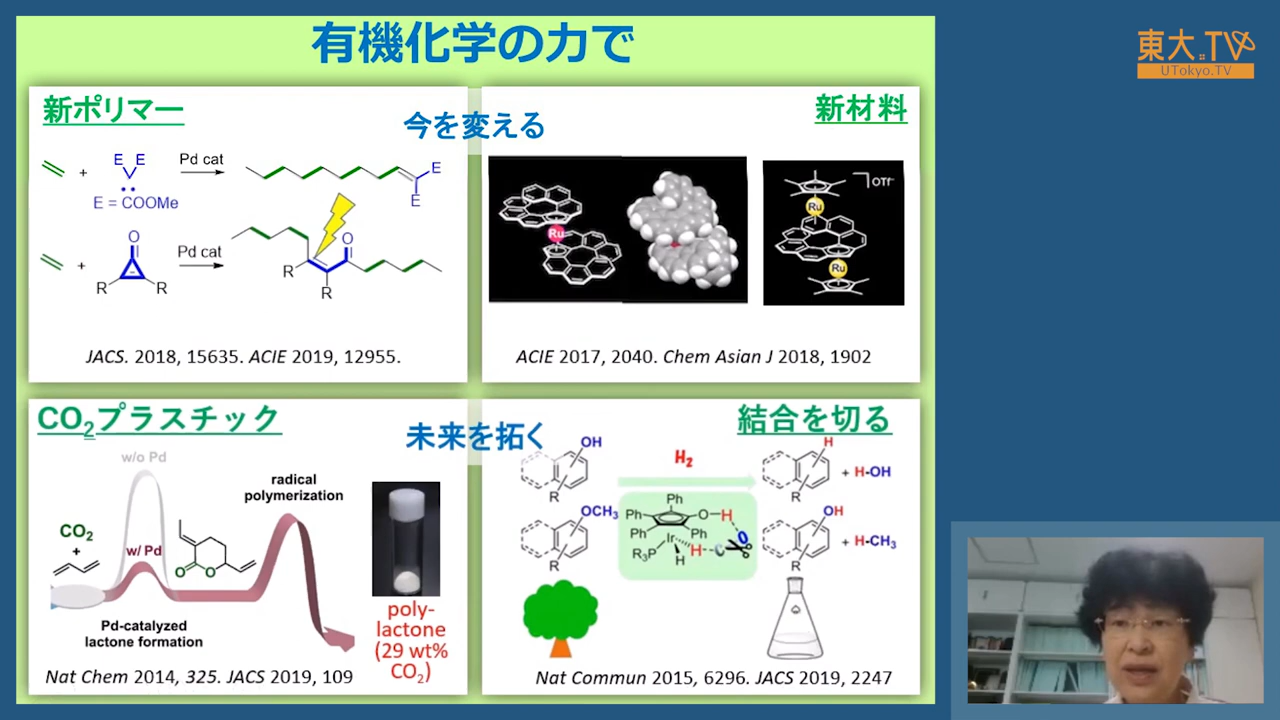 有機化学の力で
東大.TV
UTokyo.TV
新ポリマー
今を変える
新材料
E E
Pd cat
E
E
+
E = COOMe
O
Pd cat
O
+
R R
R
R
JACS. 2018, 15635. ACIE 2019, 12955.
Ru
OTf-
Ru
Ru
ACIE 2017, 2040. Chem Asian J 2018, 1902
CO2プラスチック
未来を拓く
結合を切る
w/o Pd
radical
polymerization
CO2
+
w/ Pd
O
O
Pd-catalyzed
lactone formation
poly-
lactone
(29 wt%
CO2)
Nat Chem 2014, 325. JACS 2019, 109
OH
R
H2
H
R
+ H-OH
OCH3
R
Ph
Ph
O H
Ph
Ph
Ir
R3P
H
H
C
O
OH
R
+ H-CH3
Nat Commun 2015, 6296. JACS 2019, 2247